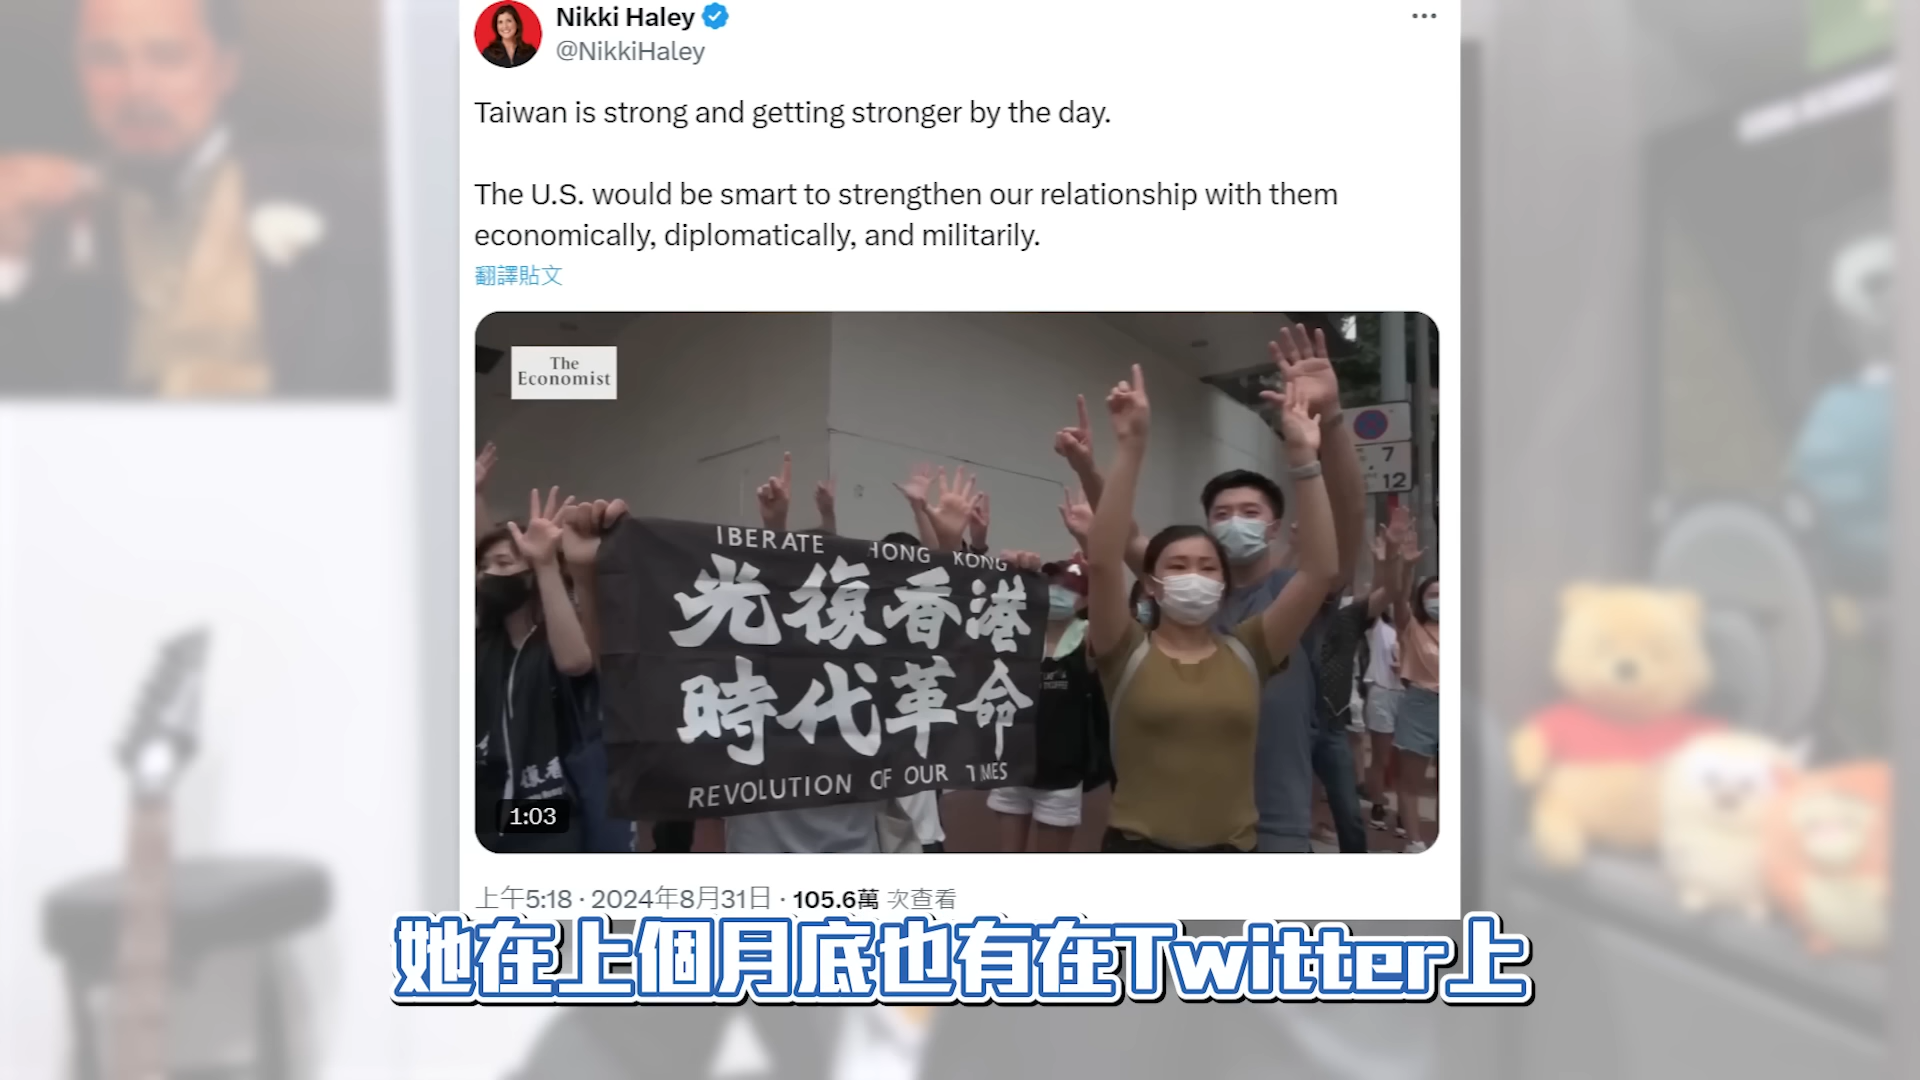 Nikki Haley
@NikkiHaley
Taiwan is strong and getting stronger by the day.
The U.S. would be smart to strengthen our relationship with them
economically, diplomatically, and militarily.
翻譯貼文
The
Economist
7
12
IBERATE HONG KONG
光復香港
時代革命
REVOLUTION OF OUR TIMES
1:03
上午5:18 · 2024年8月31日 · 105.6萬 次查看
她在上個月底也有在Twitter上